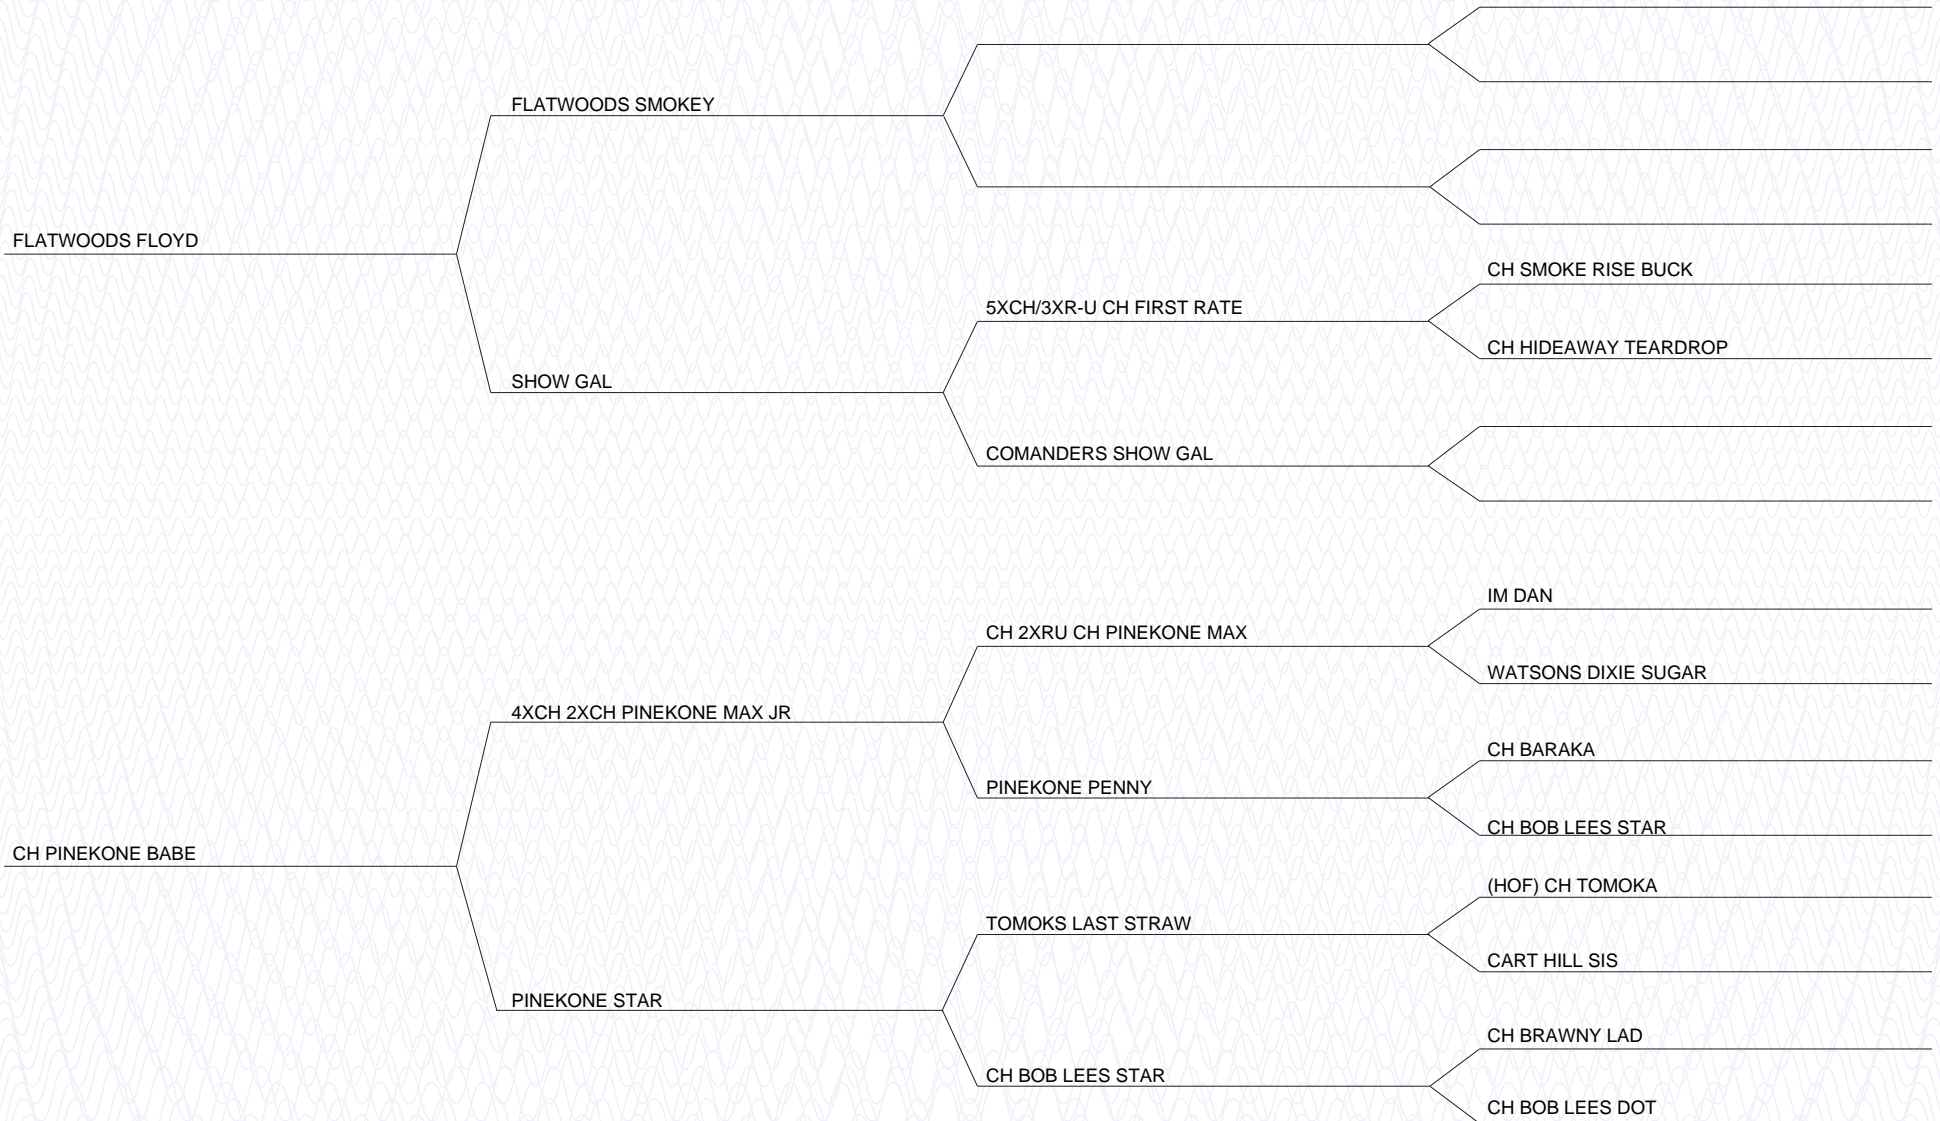 FLATWOODS SMOKEY
FLATWOODS FLOYD
CH SMOKE RISE BUCK
5XCH/3XR-U CH FIRST RATE
CH HIDEAWAY TEARDROP
SHOW GAL
COMANDERS SHOW GAL
IM DAN
CH 2XRU CH PINEKONE MAX
WATSONS DIXIE SUGAR
4XCH 2XCH PINEKONE MAX JR
CH BARAKA
PINEKONE PENNY
CH BOB LEES STAR
CH PINEKONE BABE
(HOF) CH TOMOKA
TOMOKS LAST STRAW
CART HILL SIS
PINEKONE STAR
CH BRAWNY LAD
CH BOB LEES STAR
CH BOB LEES DOT